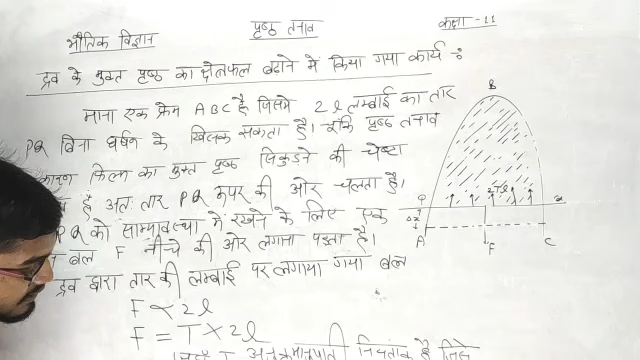 भौतिक विज्ञान
पृष्ठ तनाव
कक्षा - 11
द्रव के मुक्त पृष्ठ का क्षेत्रफल बढ़ाने में किया गया कार्य :-
माना एक फ्रेम ABC है जिसमे 2l लम्बाई का तार
PQ बिना घर्षण के खिसक सकता है। चूंकि पृष्ठ तनाव
कारण फिल्म का मुक्त पृष्ठ सिकुड़ने की चेष्टा
है अतः तार PQ ऊपर की ओर चलता है।
PQ को साम्यावस्था में रखने के लिए एक
बल F नीचे की ओर लगाना पड़ता है।
द्रव द्वारा तार की लम्बाई पर लगाया गया बल
F ∝ 2l
F = T × 2l
T अनुक्रमानुपाती नियतांक है जिसे
B
A
F
C